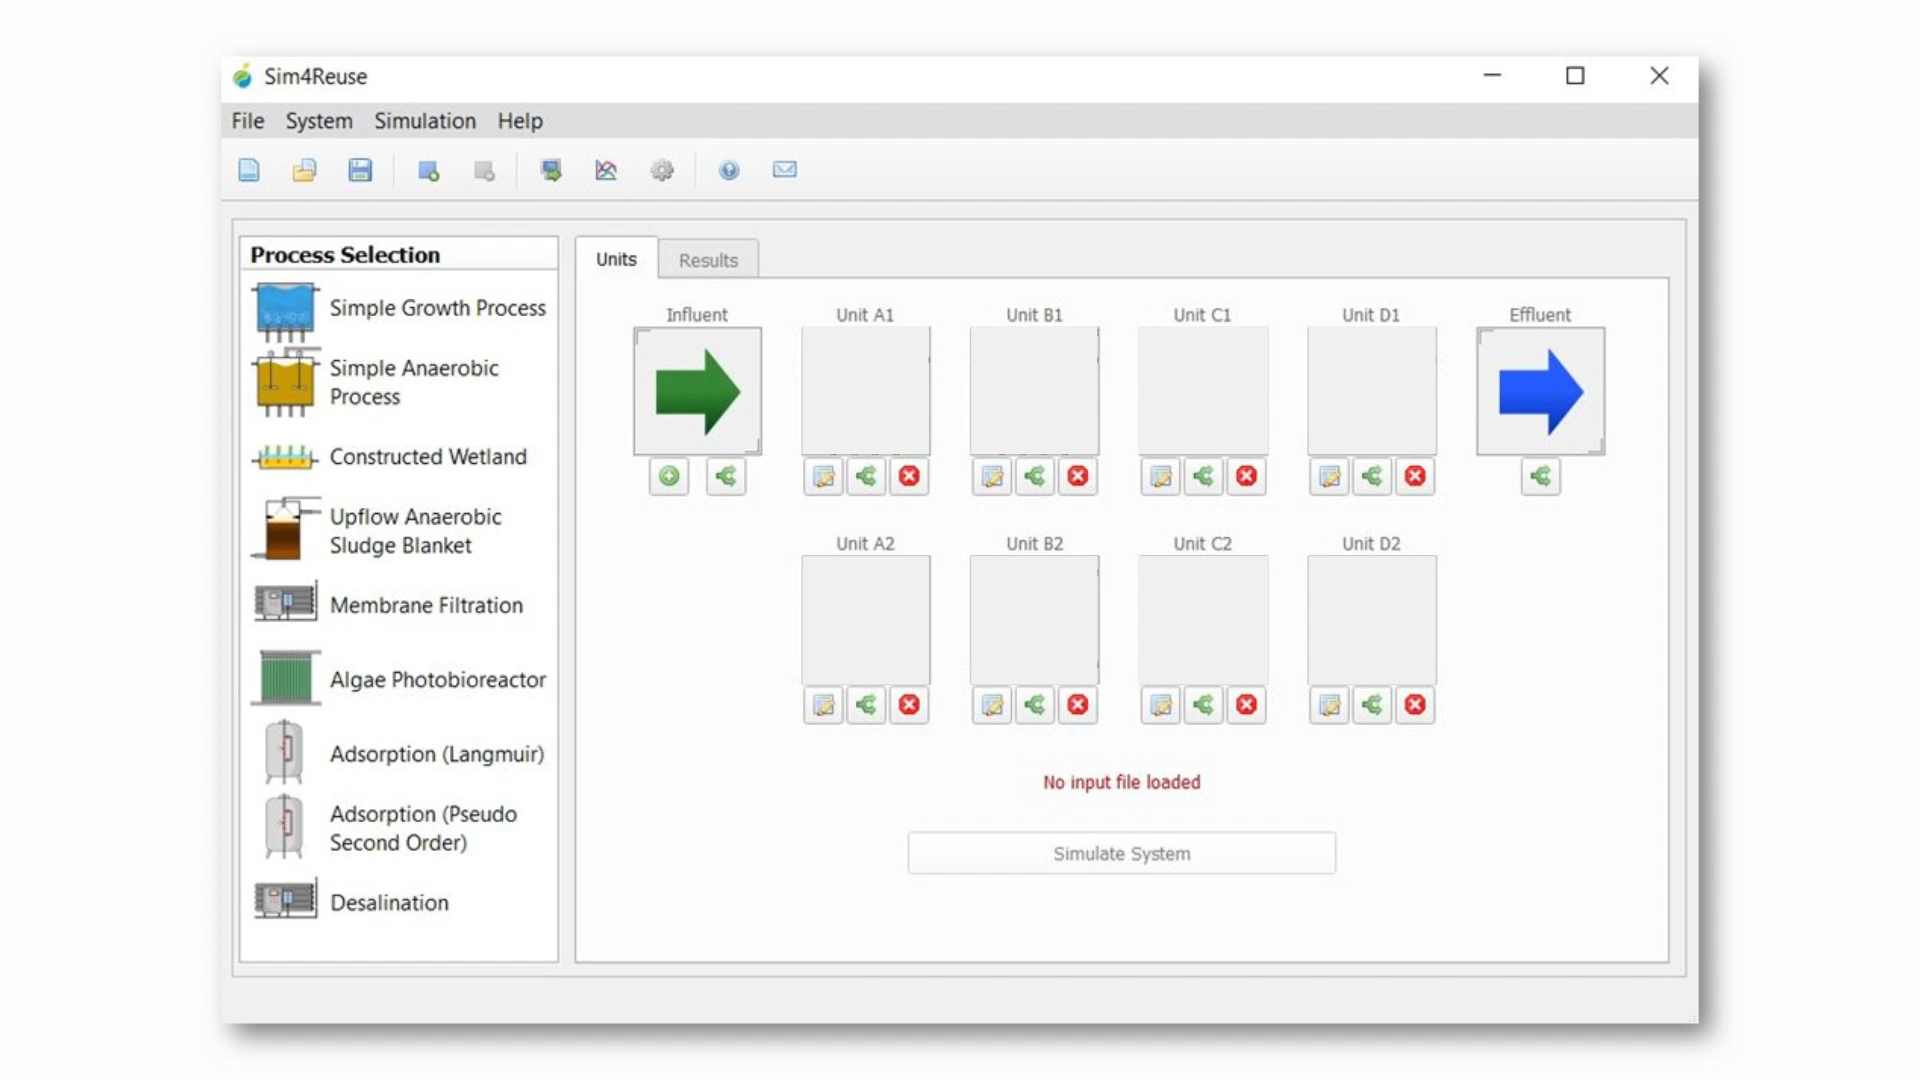 Sim4Reuse
File System Simulation Help
Process Selection
Simple Growth Process
Simple Anaerobic
Process
Constructed Wetland
Upflow Anaerobic
Sludge Blanket
Membrane Filtration
Algae Photobioreactor
Adsorption (Langmuir)
Adsorption (Pseudo
Second Order)
Desalination
Units Results
Influent Unit A1 Unit B1 Unit C1 Unit D1 Effluent
Unit A2 Unit B2 Unit C2 Unit D2
No input file loaded
Simulate System